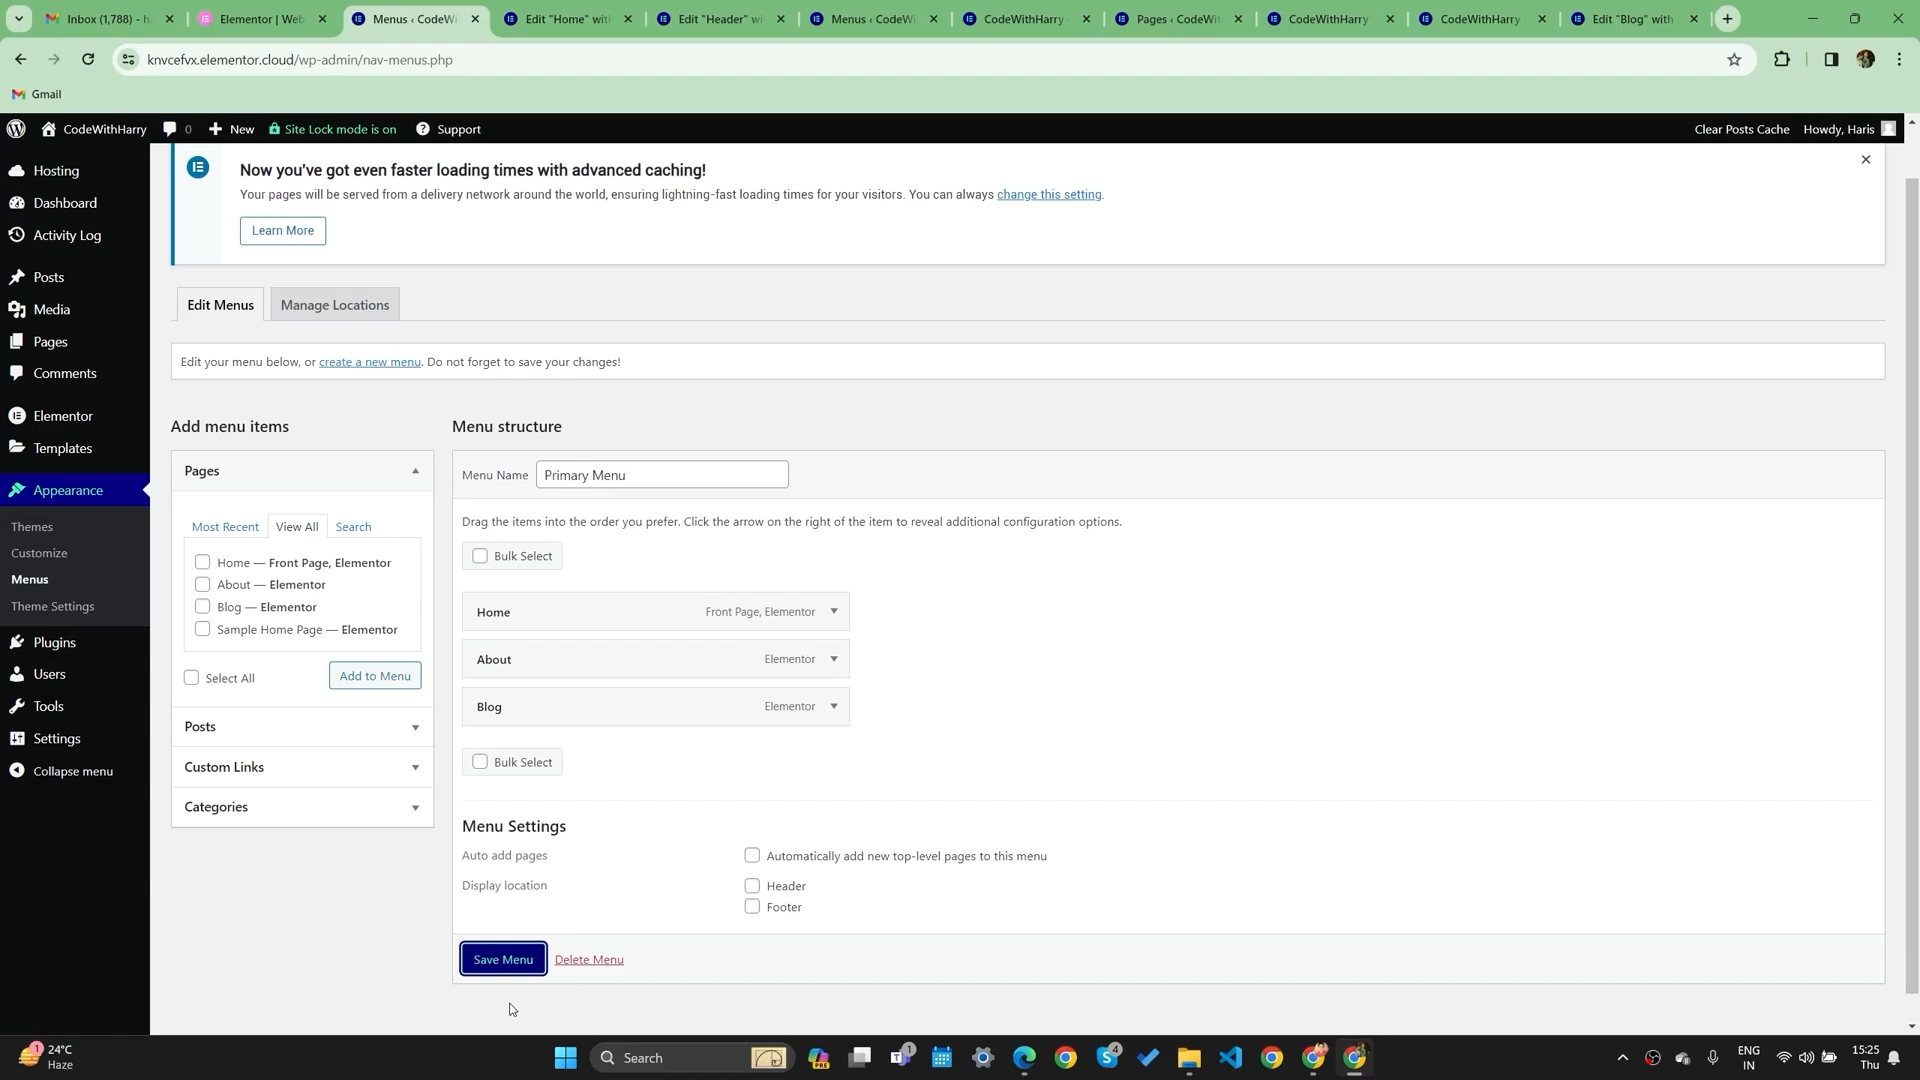 Inbox (1,788) - h
Elementor | Web
Menus ‹ CodeWi
Edit "Home" wit
Edit "Header" wi
Menus ‹ CodeWi
CodeWithHarry
Pages ‹ CodeWit
CodeWithHarry
CodeWithHarry
Edit "Blog" with
knvcefvx.elementor.cloud/wp-admin/nav-menus.php
Gmail
CodeWithHarry
0
New
Site Lock mode is on
Support
Clear Posts Cache
Howdy, Haris
Hosting
Dashboard
Activity Log
Posts
Media
Pages
Comments
Elementor
Templates
Appearance
Themes
Customize
Menus
Theme Settings
Plugins
Users
Tools
Settings
Collapse menu
Now you've got even faster loading times with advanced caching!
Your pages will be served from a delivery network around the world, ensuring lightning-fast loading times for your visitors. You can always change this setting.
Learn More
Edit Menus
Manage Locations
Edit your menu below, or create a new menu. Do not forget to save your changes!
Add menu items
Pages
Most Recent
View All
Search
Home — Front Page, Elementor
About — Elementor
Blog — Elementor
Sample Home Page — Elementor
Select All
Add to Menu
Posts
Custom Links
Categories
Menu structure
Menu Name
Primary Menu
Drag the items into the order you prefer. Click the arrow on the right of the item to reveal additional configuration options.
Bulk Select
Home
Front Page, Elementor
About
Elementor
Blog
Elementor
Bulk Select
Menu Settings
Auto add pages
Automatically add new top-level pages to this menu
Display location
Header
Footer
Save Menu
Delete Menu
1
24°C
Haze
Search
PRE
1
4
ENG
IN
15:25
Thu